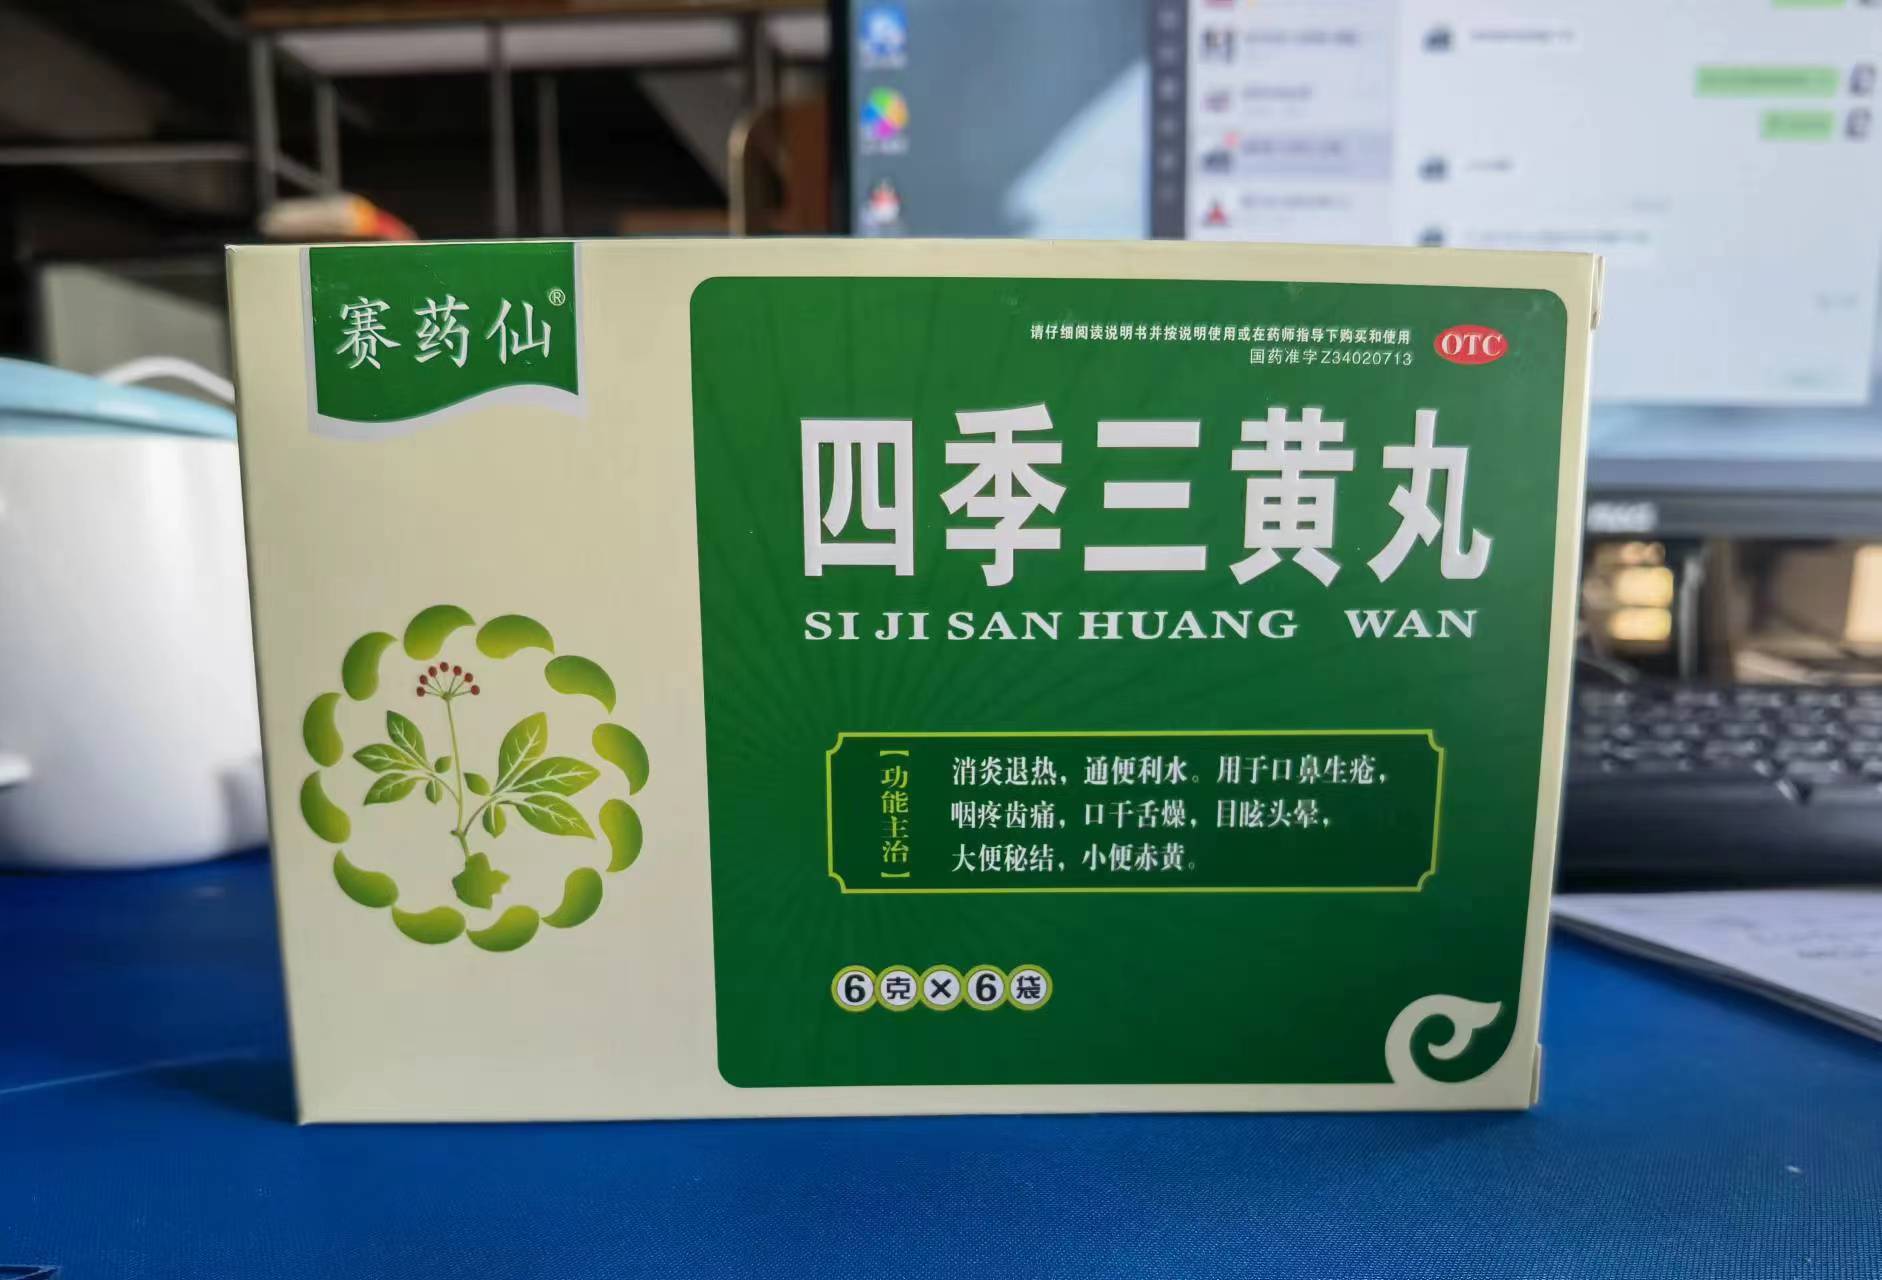 赛药仙®
请仔细阅读说明书并按说明使用或在药师指导下购买和使用
国药准字Z34020713
OTC
四季三黄丸
SI JI SAN HUANG WAN
【功能主治】
消炎退热，通便利水。用于口鼻生疮，
咽疼齿痛，口干舌燥，目眩头晕，
大便秘结，小便赤黄。
6克×6袋